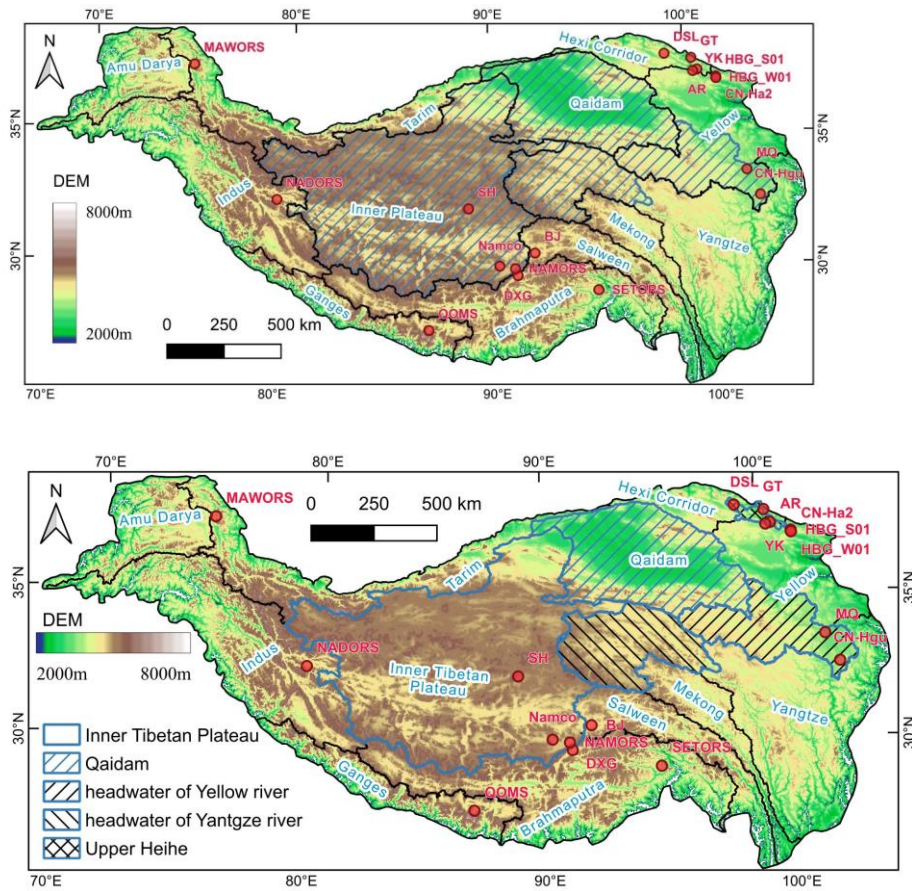 70°E
80°E
90°E
100°E
N
MAWORS
Amu Darya
Hexi Corridor
DSL
GT
YK
HBG_S01
HBG_W01
AR
CN-Ha2
Qaidam
Tarim
Yellow
35°N
35°N
MQ
CN-Hgu
DEM
8000m
2000m
Indus
NADORS
SH
Inner Plateau
Mekong
Yangtze
BJ
Salween
Namco
NAMORS
30°N
30°N
DXG
SETORS
Brahmaputra
Ganges
QOMS
0
250
500 km
70°E
80°E
90°E
100°E
70°E
80°E
90°E
100°E
N
MAWORS
Amu Darya
0
250
500 km
Hexi Corridor
DSL
GT
AR
CN-Ha2
HBG_S01
HBG_W01
YK
Qaidam
Tarim
Yellow
35°N
35°N
DEM
2000m
8000m
MQ
CN-Hgu
Indus
NADORS
SH
Inner Tibetan
Plateau
Mekong
Yangtze
Salween
Namco
BJ
NAMORS
SETORS
DXG
30°N
30°N
Brahmaputra
Ganges
QOMS
Inner Tibetan Plateau
Qaidam
headwater of Yellow river
headwater of Yantgze river
Upper Heihe
70°E
80°E
90°E
100°E